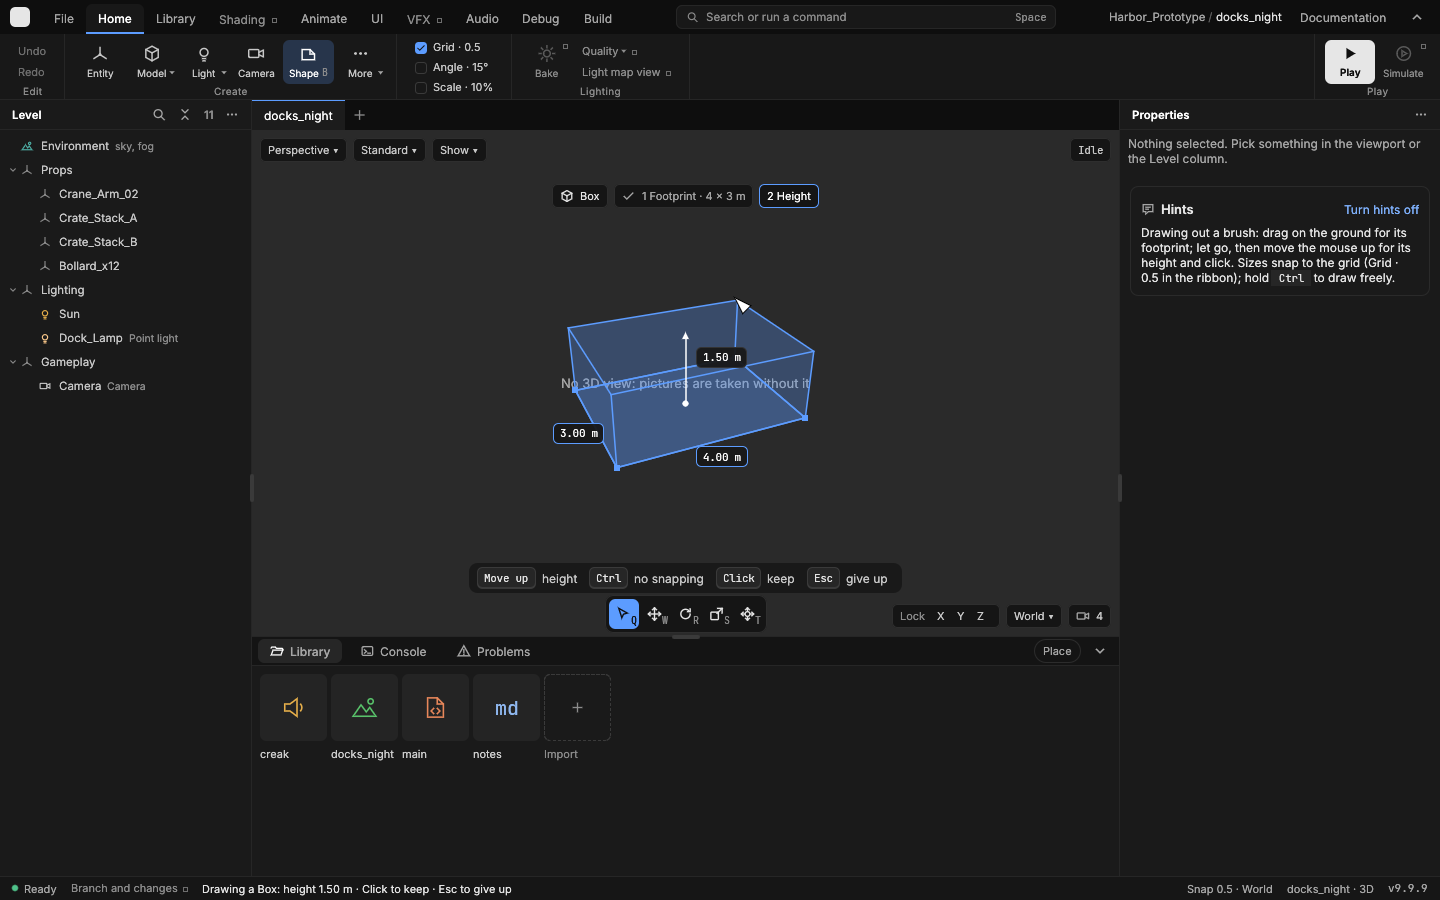 File Home Library Shading Animate UI VFX Audio Debug Build
Search or run a command Space
Harbor_Prototype / docks_night Documentation
Undo
Redo
Edit
Entity Model Light Camera Shape B More
Create
Grid · 0.5
Angle · 15°
Scale · 10%
Bake
Quality
Light map view
Lighting
Play Simulate
Play
Level 11
docks_night
Properties
Environment sky, fog
Props
Crane_Arm_02
Crate_Stack_A
Crate_Stack_B
Bollard_x12
Lighting
Sun
Dock_Lamp Point light
Gameplay
Camera Camera
Perspective Standard Show
Idle
Box 1 Footprint · 4 × 3 m 2 Height
1.50 m
No 3D view: pictures are taken without it
3.00 m
4.00 m
Move up height Ctrl no snapping Click keep Esc give up
Q W R S T
Lock X Y Z World 4
Nothing selected. Pick something in the viewport or
the Level column.
Hints Turn hints off
Drawing out a brush: drag on the ground for its
footprint; let go, then move the mouse up for its
height and click. Sizes snap to the grid (Grid ·
0.5 in the ribbon); hold Ctrl to draw freely.
Library Console Problems Place
md
creak docks_night main notes Import
Ready Branch and changes Drawing a Box: height 1.50 m · Click to keep · Esc to give up
Snap 0.5 · World docks_night · 3D v9.9.9